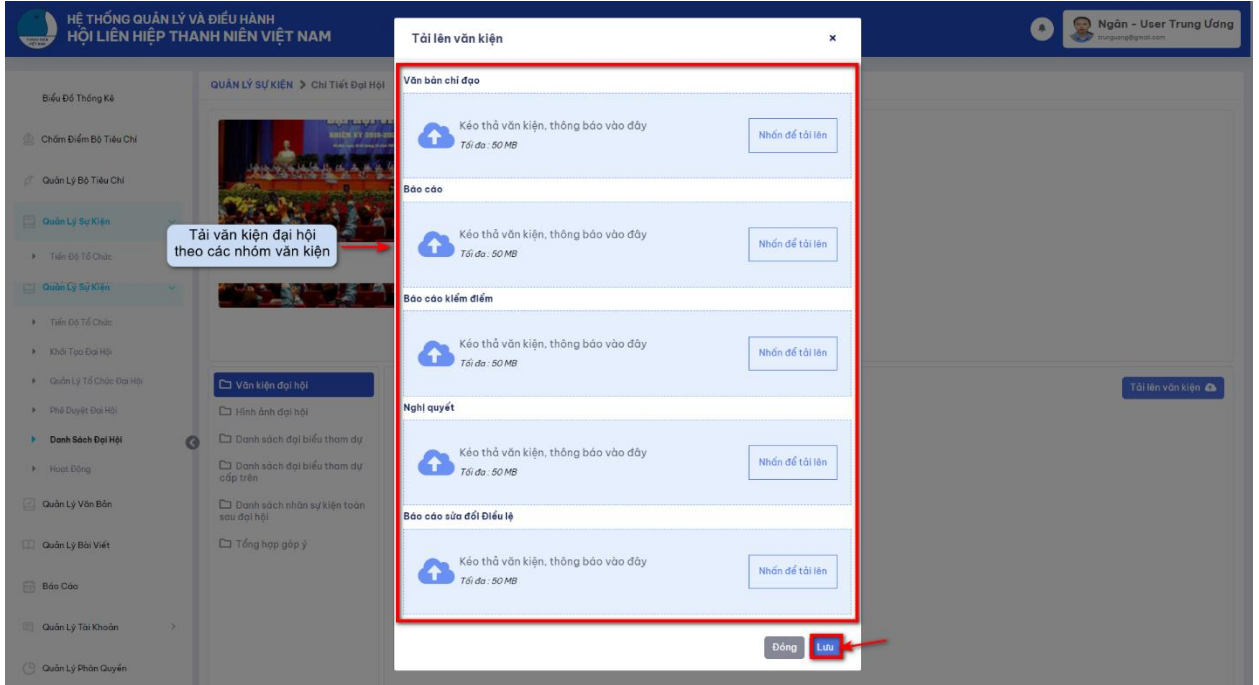 HỆ THỐNG QUẢN LÝ VÀ ĐIỀU HÀNH
HỘI LIÊN HIỆP THANH NIÊN VIỆT NAM
Ngân - User Trung Ương
Biểu Đồ Thống Kê
Chấm Điểm Bộ Tiêu Chí
Quản Lý Bộ Tiêu Chí
Quản Lý Sự Kiện
Tiến Độ Tổ Chức
Quản Lý Sự Kiện
Tiến Độ Tổ Chức
Khởi Tạo Đại Hội
Quản Lý Tổ Chức Đại Hội
Phê Duyệt Đại Hội
Danh Sách Đại Hội
Hoạt Động
Quản Lý Văn Bản
Quản Lý Bài Viết
Báo Cáo
Quản Lý Tài Khoản
Quản Lý Phân Quyền
QUẢN LÝ SỰ KIỆN > Chi Tiết Đại Hội
Tải văn kiện đại hội
theo các nhóm văn kiện
Văn kiện đại hội
Hình ảnh đại hội
Danh sách đại biểu tham dự
Danh sách đại biểu tham dự
cấp trên
Danh sách nhân sự kiện toàn
sau đại hội
Tổng hợp góp ý
Tải lên văn kiện
Tải lên văn kiện
×
Văn bản chỉ đạo
Kéo thả văn kiện, thông báo vào đây
Tối đa : 50 MB
Nhấn để tải lên
Báo cáo
Kéo thả văn kiện, thông báo vào đây
Tối đa : 50 MB
Nhấn để tải lên
Báo cáo kiểm điểm
Kéo thả văn kiện, thông báo vào đây
Tối đa : 50 MB
Nhấn để tải lên
Nghị quyết
Kéo thả văn kiện, thông báo vào đây
Tối đa : 50 MB
Nhấn để tải lên
Báo cáo sửa đổi Điều lệ
Kéo thả văn kiện, thông báo vào đây
Tối đa : 50 MB
Nhấn để tải lên
Đóng
Lưu